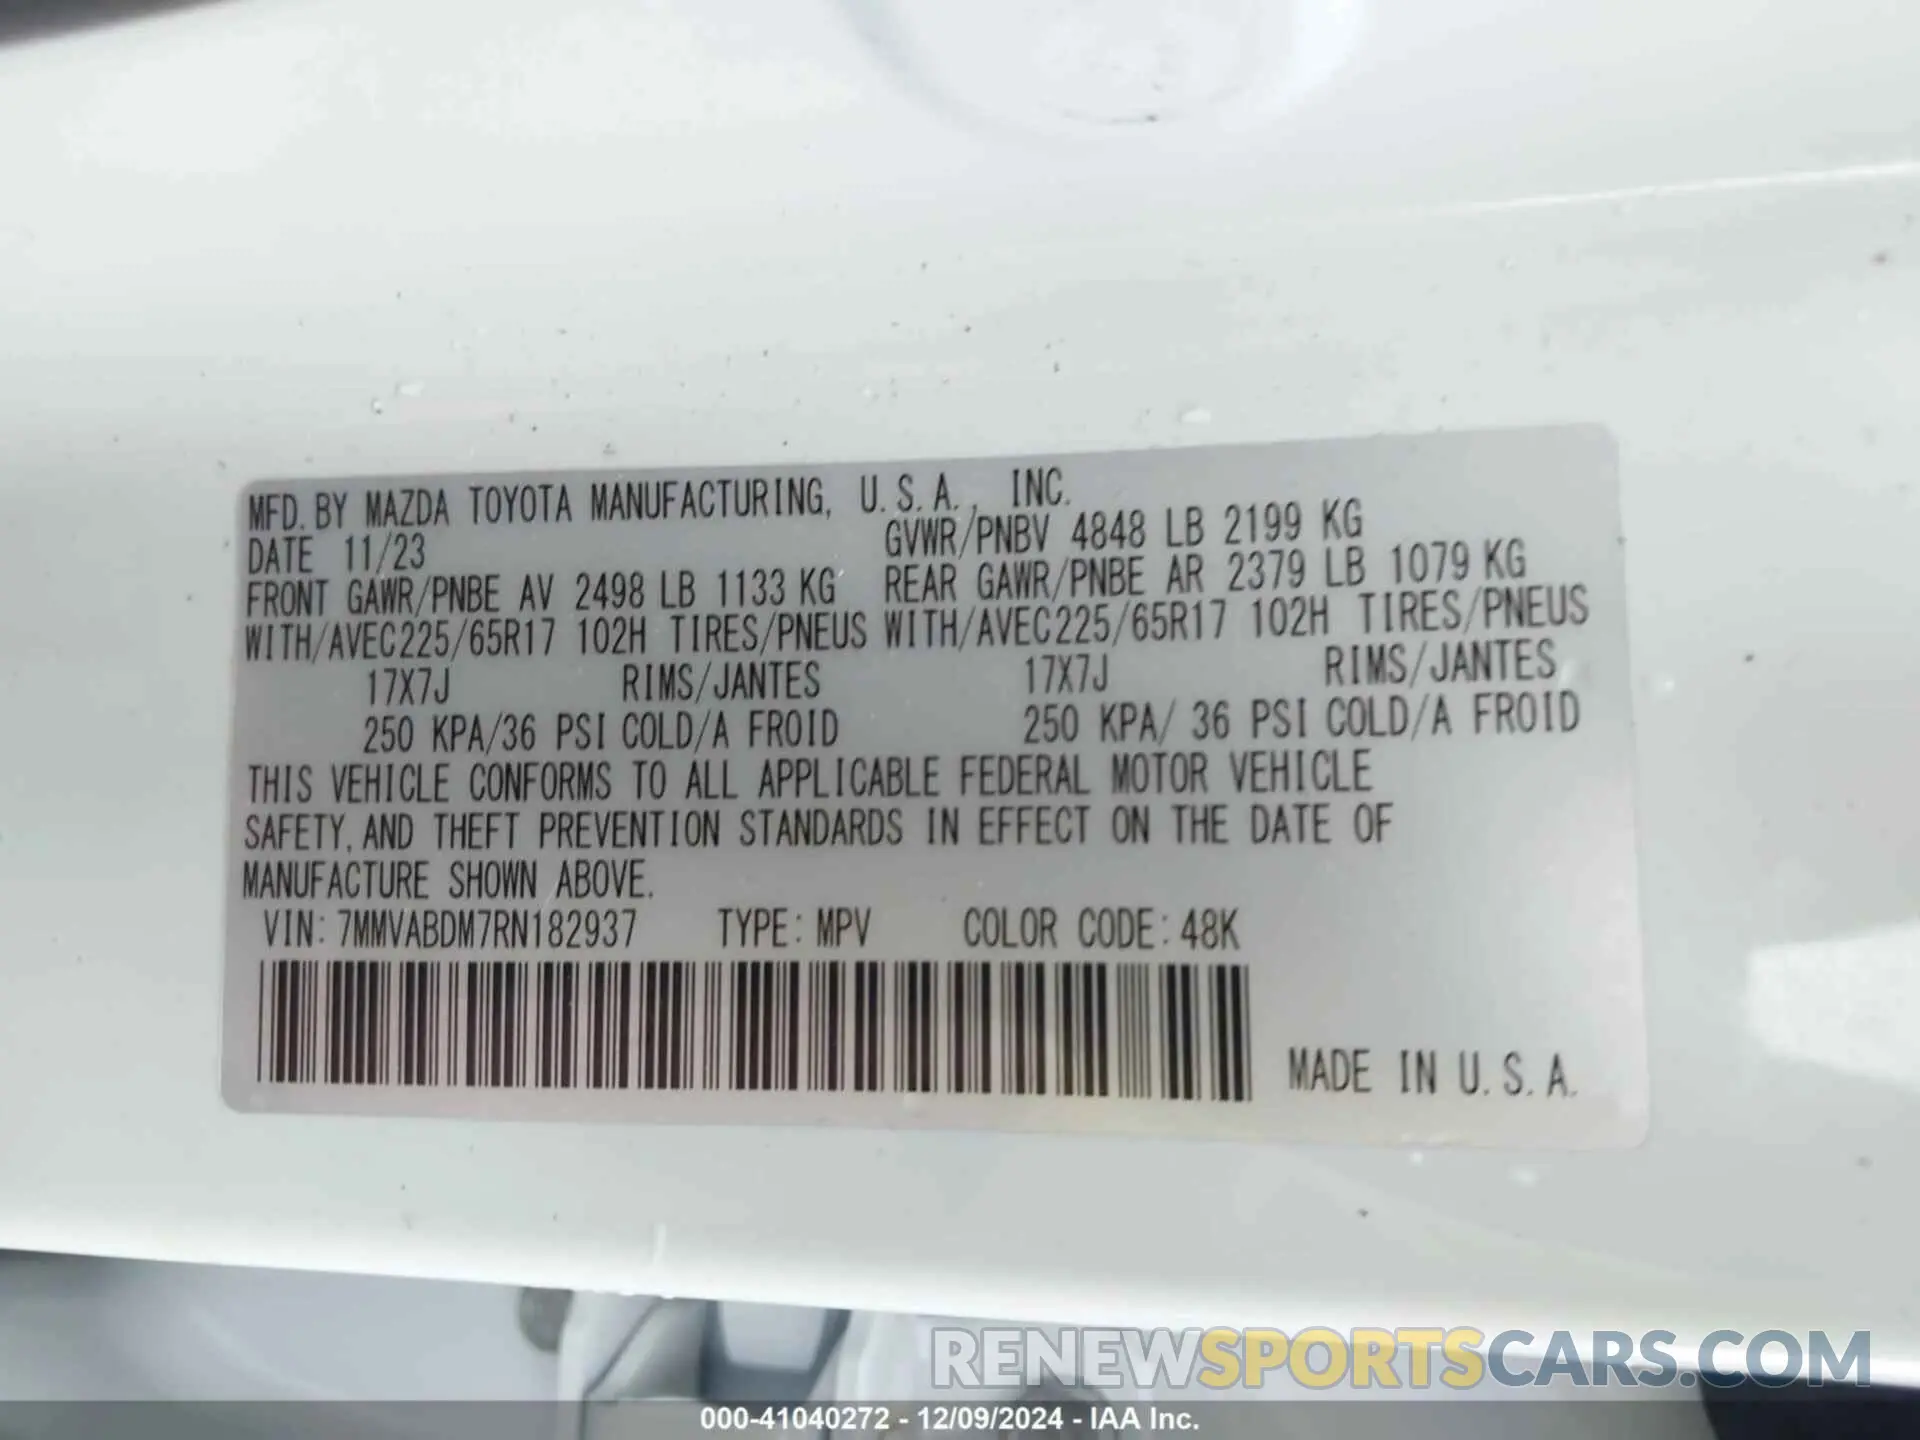 MFD. BY MAZDA TOYOTA MANUFACTURING, U.S.A., INC.
DATE 11/23 GVWR/PNBV 4848 LB 2199 KG
FRONT GAWR/PNBE AV 2498 LB 1133 KG REAR GAWR/PNBE AR 2379 LB 1079 KG
WITH/AVEC225/65R17 102H TIRES/PNEUS WITH/AVEC225/65R17 102H TIRES/PNEUS
17X7J RIMS/JANTES 17X7J RIMS/JANTES
250 KPA/36 PSI COLD/A FROID 250 KPA/ 36 PSI COLD/A FROID
THIS VEHICLE CONFORMS TO ALL APPLICABLE FEDERAL MOTOR VEHICLE
SAFETY, AND THEFT PREVENTION STANDARDS IN EFFECT ON THE DATE OF
MANUFACTURE SHOWN ABOVE.
VIN: 7MMVABDM7RN182937 TYPE: MPV COLOR CODE: 48K
MADE IN U.S.A.
RENEWSPORTSCARS.COM
000-41040272 - 12/09/2024 - IAA Inc.